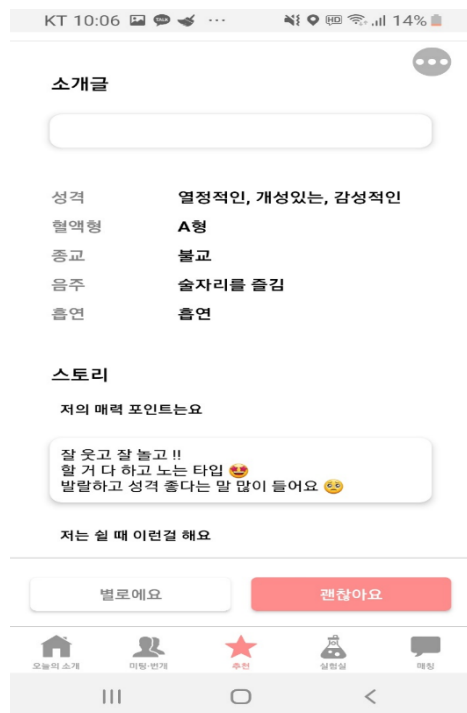 KT 10:06 ... HD 14%
소개글
성격 열정적인, 개성있는, 감성적인
혈액형 A형
종교 불교
음주 술자리를 즐김
흡연 흡연
스토리
저의 매력 포인트는요
잘 웃고 잘 놀고 !!
할 거 다 하고 노는 타입 🤩
발랄하고 성격 좋다는 말 많이 들어요 🥺
저는 쉴 때 이런걸 해요
별로에요 괜찮아요
오늘의 소개 미팅·번개 추천 실험실 매칭